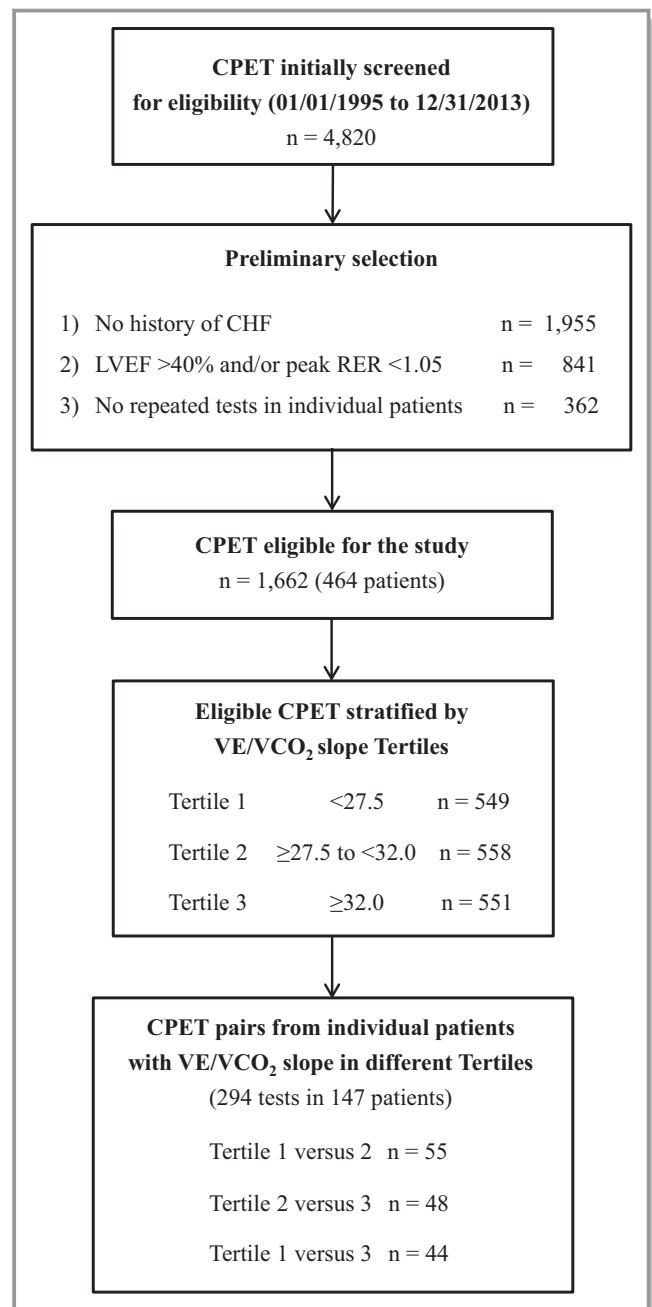 CPET initially screened
for eligibility (01/01/1995 to 12/31/2013)
n = 4,820
Preliminary selection
1) No history of CHF n = 1,955
2) LVEF >40% and/or peak RER <1.05 n = 841
3) No repeated tests in individual patients n = 362
CPET eligible for the study
n = 1,662 (464 patients)
Eligible CPET stratified by
VE/VCO₂ slope Tertiles
Tertile 1 <27.5 n = 549
Tertile 2 ≥27.5 to <32.0 n = 558
Tertile 3 ≥32.0 n = 551
CPET pairs from individual patients
with VE/VCO₂ slope in different Tertiles
(294 tests in 147 patients)
Tertile 1 versus 2 n = 55
Tertile 2 versus 3 n = 48
Tertile 1 versus 3 n = 44